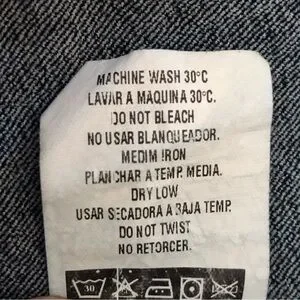 MACHINE WASH 30°C
LAVAR A MAQUINA 30°C.
DO NOT BLEACH
NO USAR BLANQUEADOR.
MEDIM IRON
PLANCHAR A TEMP. MEDIA.
DRY LOW
USAR SECADORA A BAJA TEMP.
DO NOT TWIST
NO RETORCER.
30